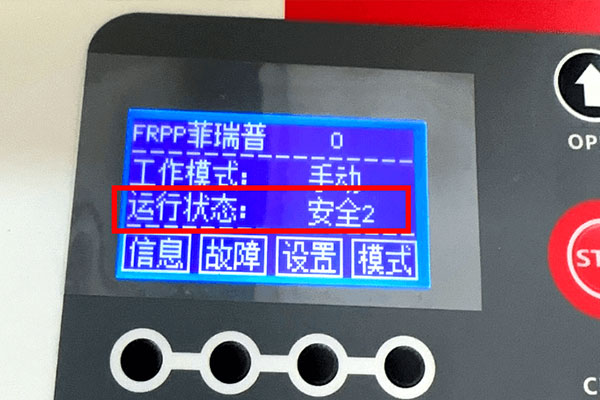 FRPP菲瑞普 0
工作模式: 手动
运行状态: 安全2
信息 故障 设置 模式
OP
ST